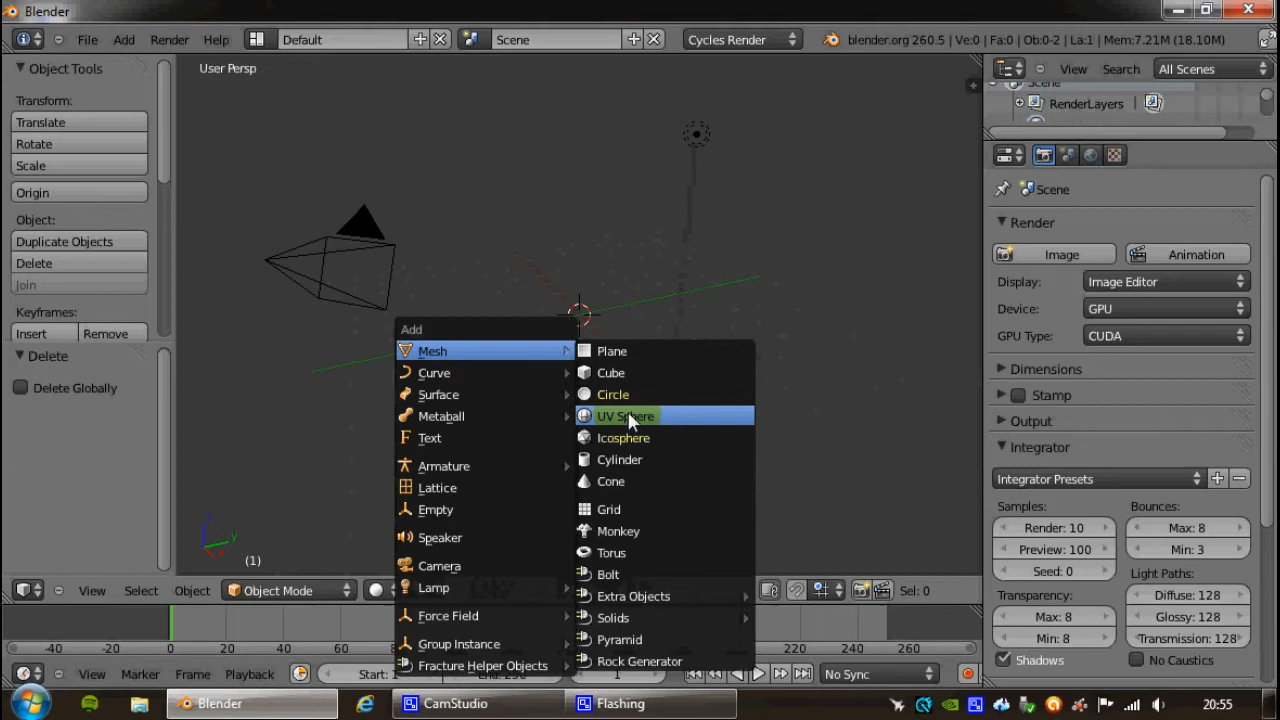 Blender
File Add Render Help Default Scene Cycles Render blender.org 260.5 | Ve:0 | Fa:0 | Ob:0-2 | La:1 | Mem:7.21M (18.10M)
Object Tools
Transform:
Translate
Rotate
Scale
Origin
Object:
Duplicate Objects
Delete
Join
Keyframes:
Insert Remove
Delete
Delete Globally
User Persp
Add
Mesh
Curve
Surface
Metaball
Text
Armature
Lattice
Empty
Speaker
Camera
Lamp
Force Field
Group Instance
Fracture Helper Objects
Plane
Cube
Circle
UV Sphere
Icosphere
Cylinder
Cone
Grid
Monkey
Torus
Bolt
Extra Objects
Solids
Pyramid
Rock Generator
z
y
x
(1)
View Select Object Object Mode Sel: 0
View Search All Scenes
Scene
RenderLayers
Scene
Render
Image Animation
Display: Image Editor
Device: GPU
GPU Type: CUDA
Dimensions
Stamp
Output
Integrator
Integrator Presets
Samples: Bounces:
Render: 10 Max: 8
Preview: 100 Min: 3
Seed: 0 Light Paths:
Transparency: Diffuse: 128
Max: 8 Glossy: 128
Min: 8 Transmission: 128
Shadows No Caustics
-40 -20 0 20 40 60 80 220 240 260
View Marker Frame Playback Start: 1 1 No Sync
Blender CamStudio Flashing 20:55